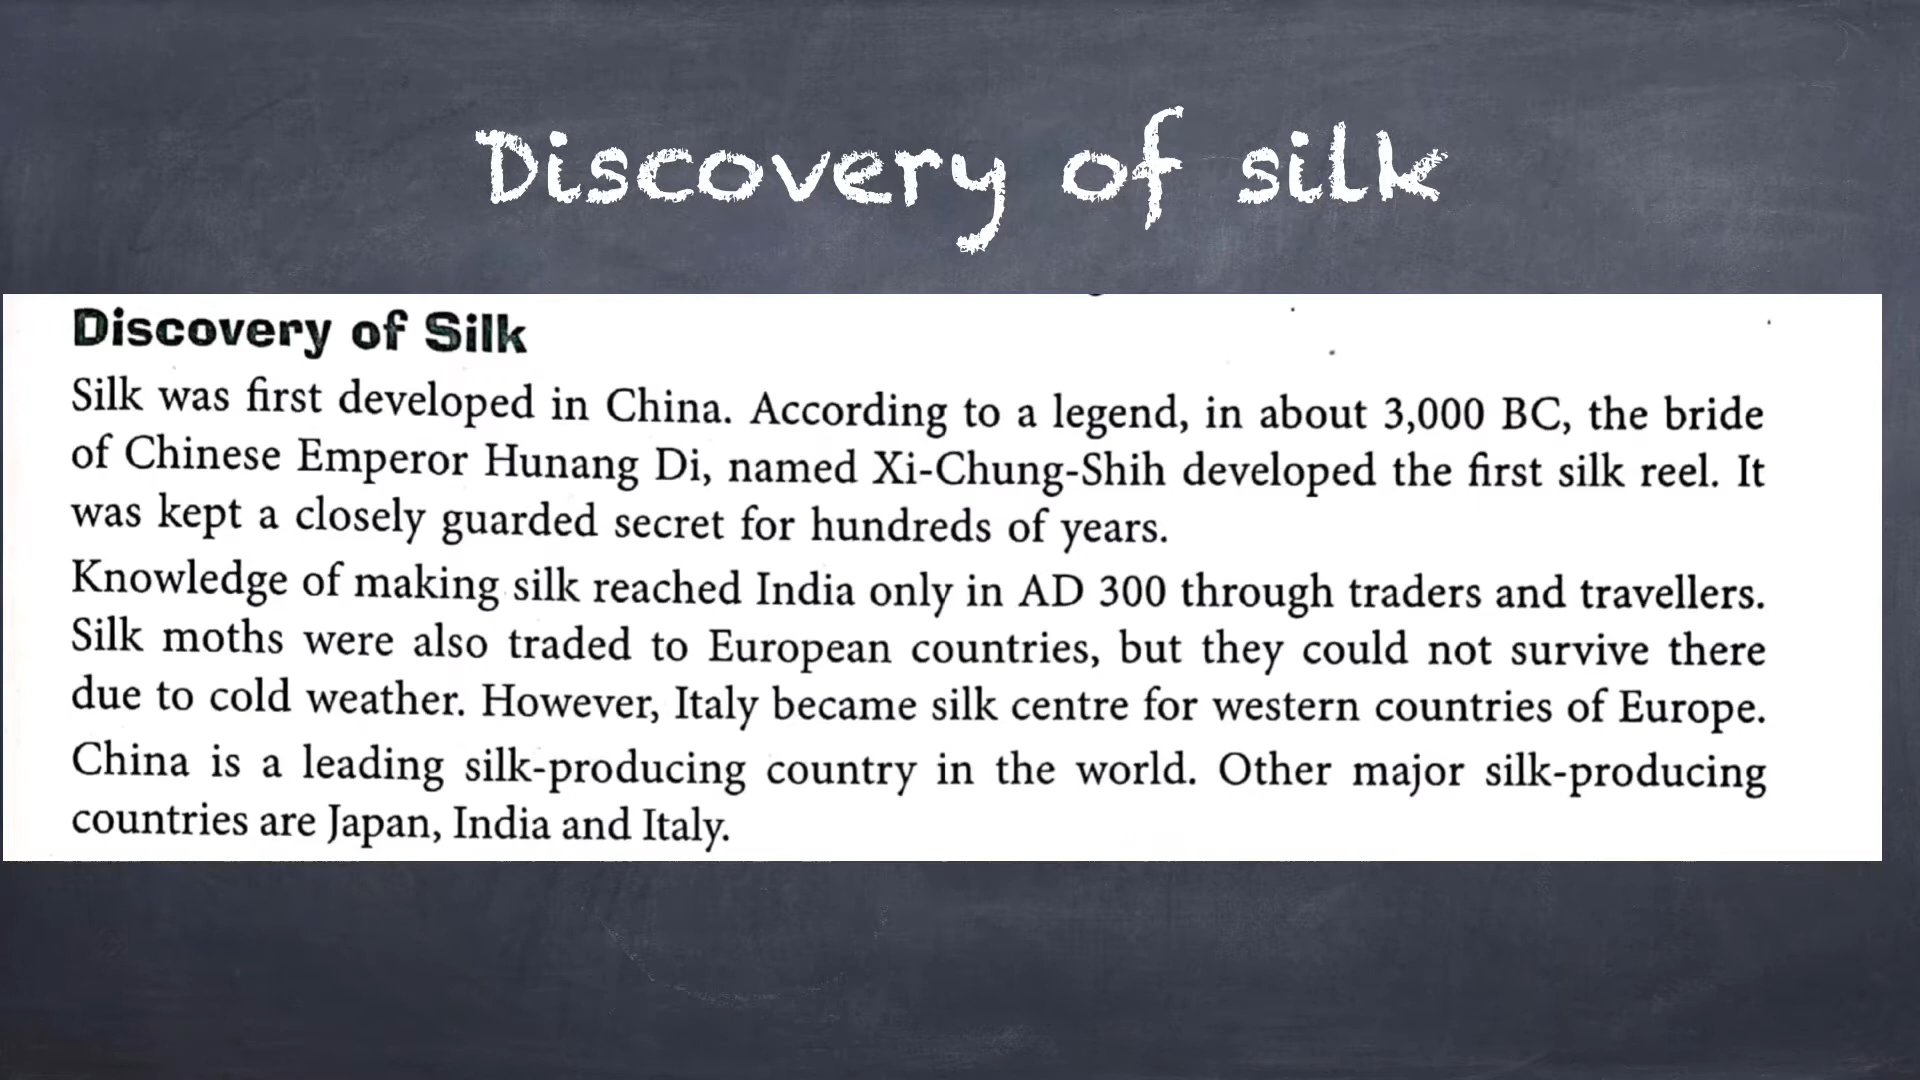 Discovery of silk
Discovery of Silk
Silk was first developed in China. According to a legend, in about 3,000 BC, the bride
of Chinese Emperor Hunang Di, named Xi-Chung-Shih developed the first silk reel. It
was kept a closely guarded secret for hundreds of years.
Knowledge of making silk reached India only in AD 300 through traders and travellers.
Silk moths were also traded to European countries, but they could not survive there
due to cold weather. However, Italy became silk centre for western countries of Europe.
China is a leading silk-producing country in the world. Other major silk-producing
countries are Japan, India and Italy.